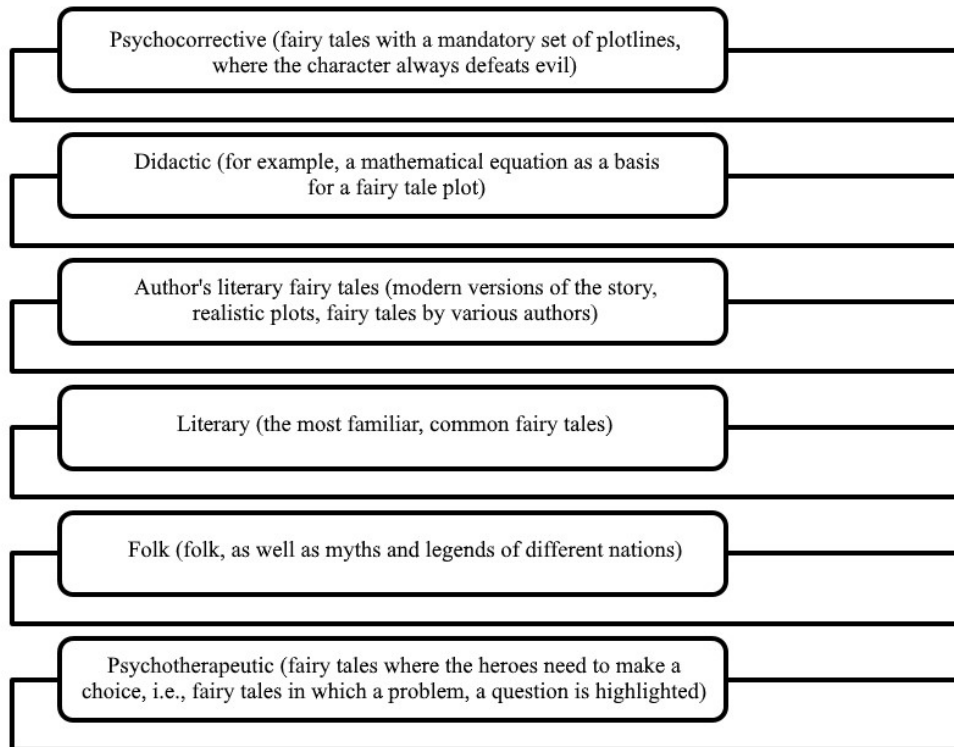 Psychocorrective (fairy tales with a mandatory set of plotlines,
where the character always defeats evil)
Didactic (for example, a mathematical equation as a basis
for a fairy tale plot)
Author's literary fairy tales (modern versions of the story,
realistic plots, fairy tales by various authors)
Literary (the most familiar, common fairy tales)
Folk (folk, as well as myths and legends of different nations)
Psychotherapeutic (fairy tales where the heroes need to make a
choice, i.e., fairy tales in which a problem, a question is highlighted)